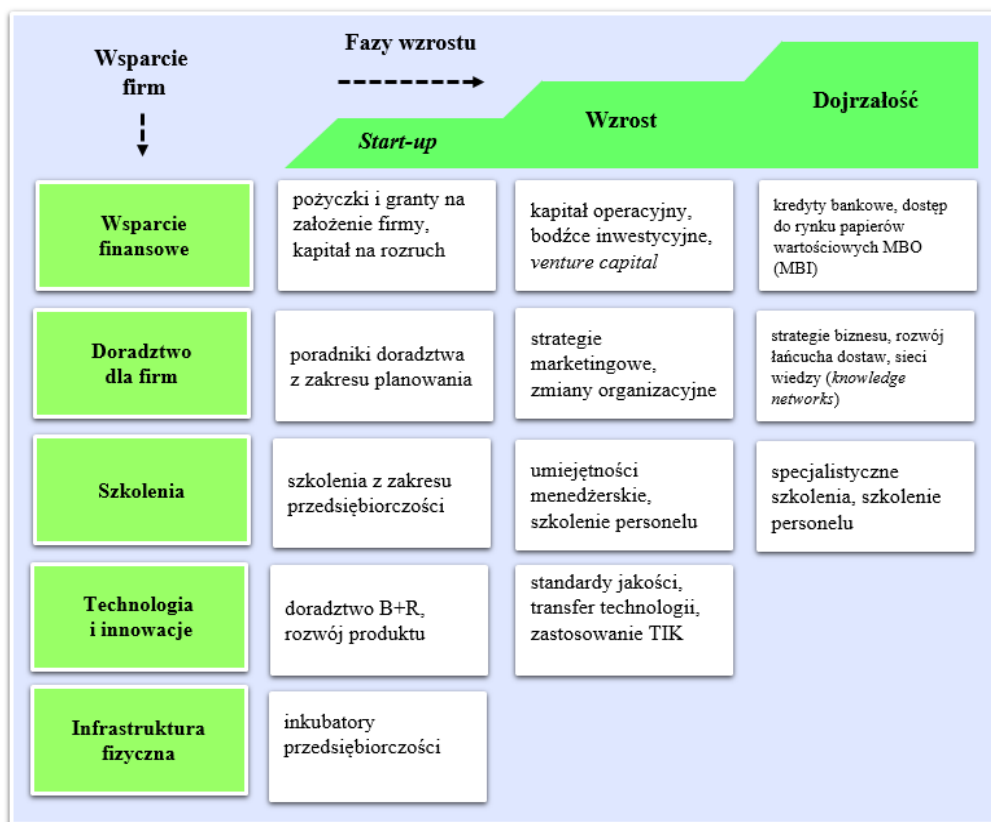 Wsparcie
firm
Fazy wzrostu
Start-up
Wzrost
Dojrzałość
Wsparcie
finansowe
pożyczki i granty na
założenie firmy,
kapitał na rozruch
kapitał operacyjny,
bodźce inwestycyjne,
venture capital
kredyty bankowe, dostęp
do rynku papierów
wartościowych MBO
(MBI)
Doradztwo
dla firm
poradniki doradztwa
z zakresu planowania
strategie
marketingowe,
zmiany organizacyjne
strategie biznesu, rozwój
łańcucha dostaw, sieci
wiedzy (knowledge
networks)
Szkolenia
szkolenia z zakresu
przedsiębiorczości
umiejętności
menedżerskie,
szkolenie personelu
specjalistyczne
szkolenia, szkolenie
personelu
Technologia
i innowacje
doradztwo B+R,
rozwój produktu
standardy jakości,
transfer technologii,
zastosowanie TIK
Infrastruktura
fizyczna
inkubatory
przedsiębiorczości